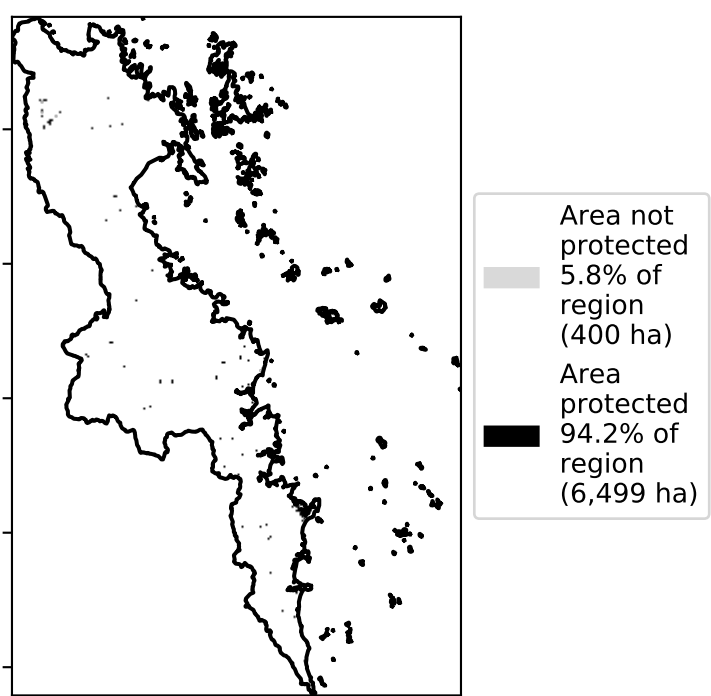 Area not
protected
5.8% of
region
(400 ha)
Area
protected
94.2% of
region
(6,499 ha)